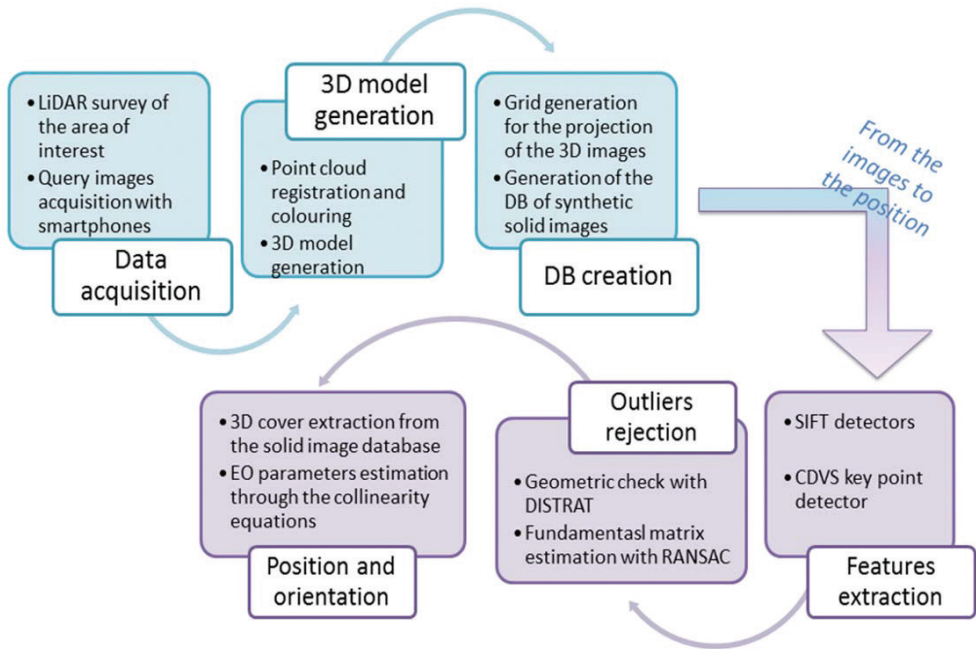 • LiDAR survey of
the area of
interest
• Query images
acquisition with
smartphones
Data
acquisition
3D model
generation
• Point cloud
registration and
colouring
• 3D model
generation
• Grid generation
for the projection
of the 3D images
• Generation of the
DB of synthetic
solid images
DB creation
From the
images to
the position
• SIFT detectors
• CDVS key point
detector
Features
extraction
Outliers
rejection
• Geometric check with
DISTRAT
• Fundamentasl matrix
estimation with RANSAC
• 3D cover extraction from
the solid image database
• EO parameters estimation
through the collinearity
equations
Position and
orientation